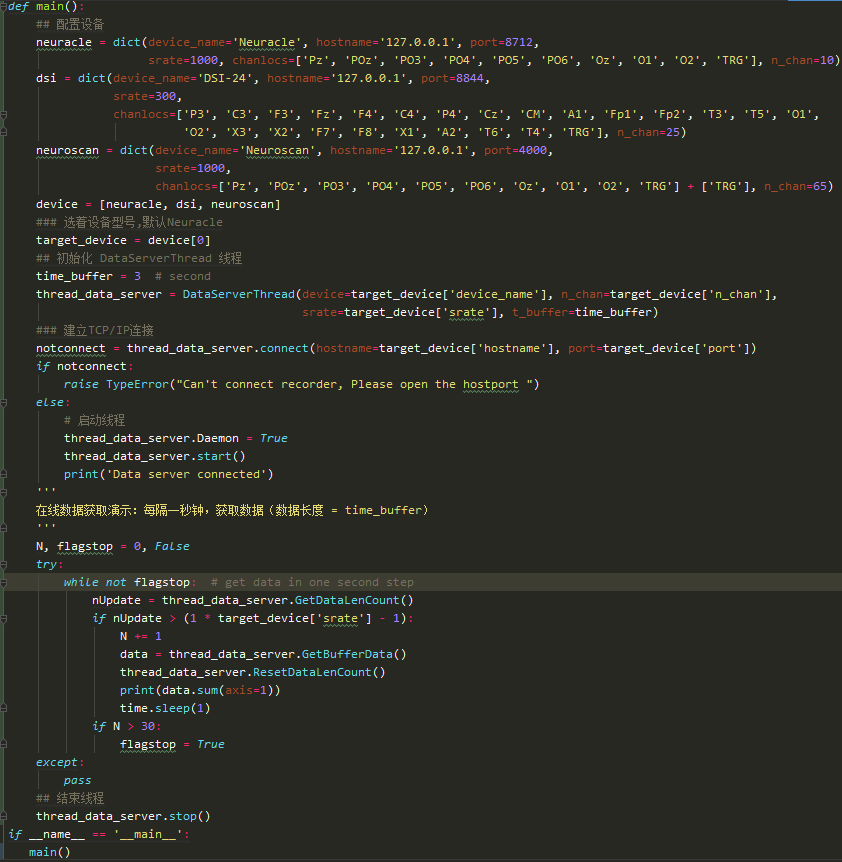 def main():
## 配置设备
neuracle = dict(device_name='Neuracle', hostname='127.0.0.1', port=8712,
srate=1000, chanlocs=['Pz', 'POz', 'PO3', 'PO4', 'PO5', 'PO6', 'Oz', 'O1', 'O2', 'TRG'], n_chan=10)
dsi = dict(device_name='DSI-24', hostname='127.0.0.1', port=8844,
srate=300,
chanlocs=['P3', 'C3', 'F3', 'Fz', 'F4', 'C4', 'P4', 'Cz', 'CM', 'A1', 'Fp1', 'Fp2', 'T3', 'T5', 'O1',
'O2', 'X3', 'X2', 'F7', 'F8', 'X1', 'A2', 'T6', 'T4', 'TRG'], n_chan=25)
neuroscan = dict(device_name='Neuroscan', hostname='127.0.0.1', port=4000,
srate=1000,
chanlocs=['Pz', 'POz', 'PO3', 'PO4', 'PO5', 'PO6', 'Oz', 'O1', 'O2', 'TRG'] + ['TRG'], n_chan=65)
device = [neuracle, dsi, neuroscan]
### 选着设备型号,默认Neuracle
target_device = device[0]
## 初始化 DataServerThread 线程
time_buffer = 3  # second
thread_data_server = DataServerThread(device=target_device['device_name'], n_chan=target_device['n_chan'],
srate=target_device['srate'], t_buffer=time_buffer)
### 建立TCP/IP连接
notconnect = thread_data_server.connect(hostname=target_device['hostname'], port=target_device['port'])
if notconnect:
raise TypeError("Can't connect recorder, Please open the hostport ")
else:
# 启动线程
thread_data_server.Daemon = True
thread_data_server.start()
print('Data server connected')
'''
在线数据获取演示：每隔一秒钟，获取数据（数据长度 = time_buffer）
'''
N, flagstop = 0, False
try:
while not flagstop:  # get data in one second step
nUpdate = thread_data_server.GetDataLenCount()
if nUpdate > (1 * target_device['srate'] - 1):
N += 1
data = thread_data_server.GetBufferData()
thread_data_server.ResetDataLenCount()
print(data.sum(axis=1))
time.sleep(1)
if N > 30:
flagstop = True
except:
pass
## 结束线程
thread_data_server.stop()
if __name__ == '__main__':
main()